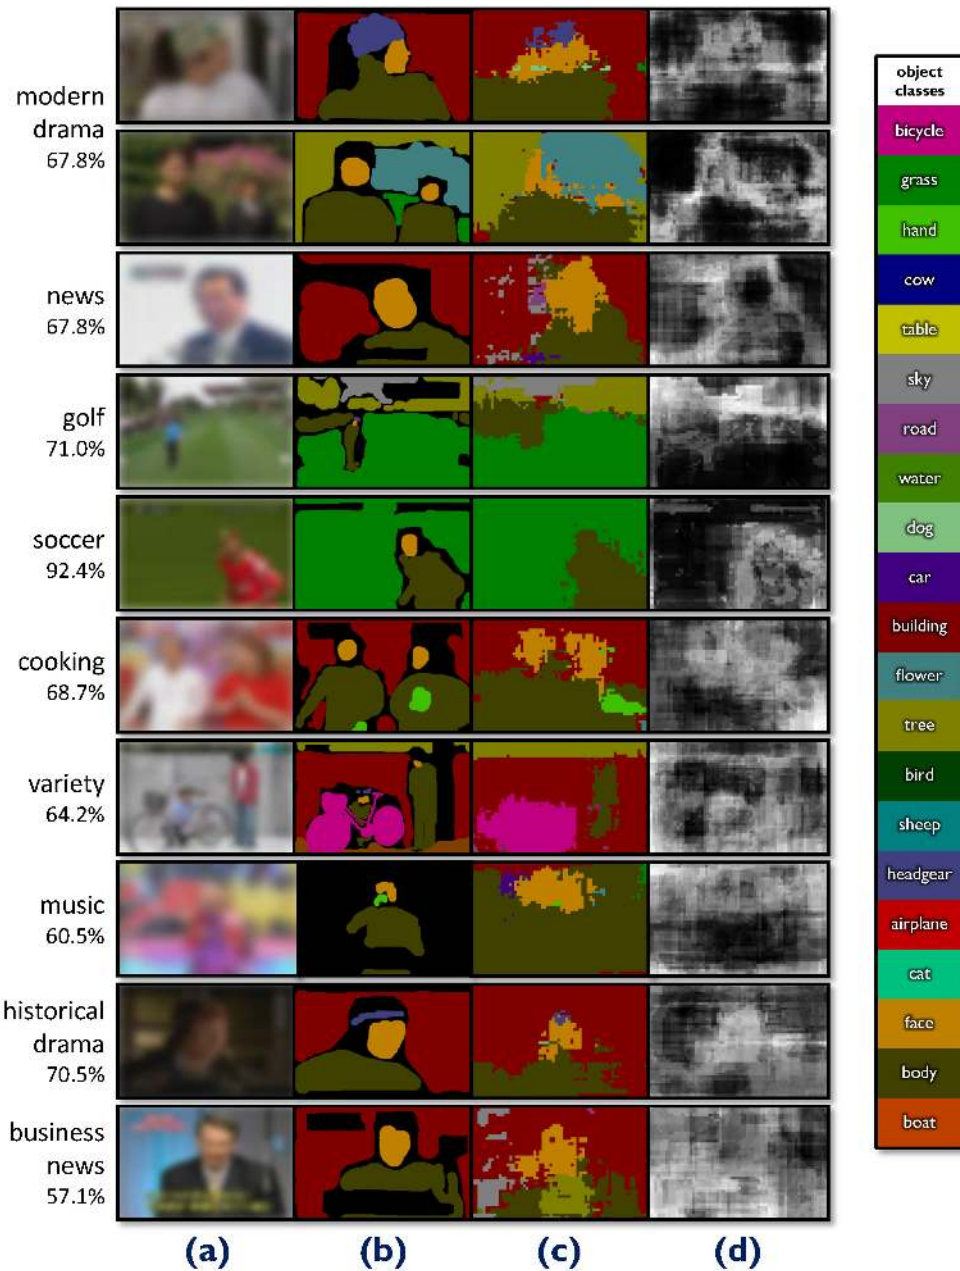 modern
drama
67.8%
news
67.8%
golf
71.0%
soccer
92.4%
cooking
68.7%
variety
64.2%
music
60.5%
historical
drama
70.5%
business
news
57.1%
(a) (b) (c) (d)
object
classes
bicycle
grass
hand
cow
table
sky
road
water
dog
car
building
flower
tree
bird
sheep
headgear
airplane
cat
face
body
boat